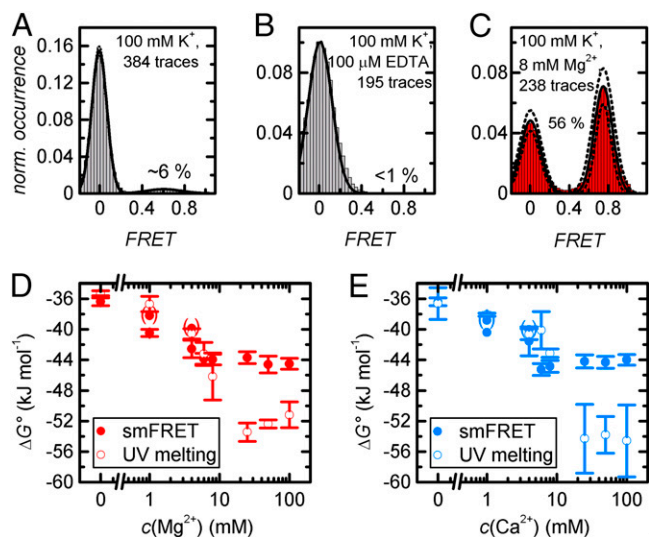 A
B
C
norm. occurrence
0.16
0.12
0.08
0.04
0
100 mM K⁺,
384 traces
~6 %
0 0.4 0.8
FRET
0.08
0.04
0
100 mM K⁺,
100 μM EDTA
195 traces
<1 %
0 0.4 0.8
FRET
0.08
0.04
0
100 mM K⁺,
8 mM Mg²⁺
238 traces
56 %
0 0.4 0.8
FRET
D
ΔG° (kJ mol⁻¹)
-36
-40
-44
-48
-52
-56
-60
( )
( )
smFRET
UV melting
0 1 10 100
c(Mg²⁺) (mM)
E
ΔG° (kJ mol⁻¹)
-36
-40
-44
-48
-52
-56
-60
( )
( )
smFRET
UV melting
0 1 10 100
c(Ca²⁺) (mM)